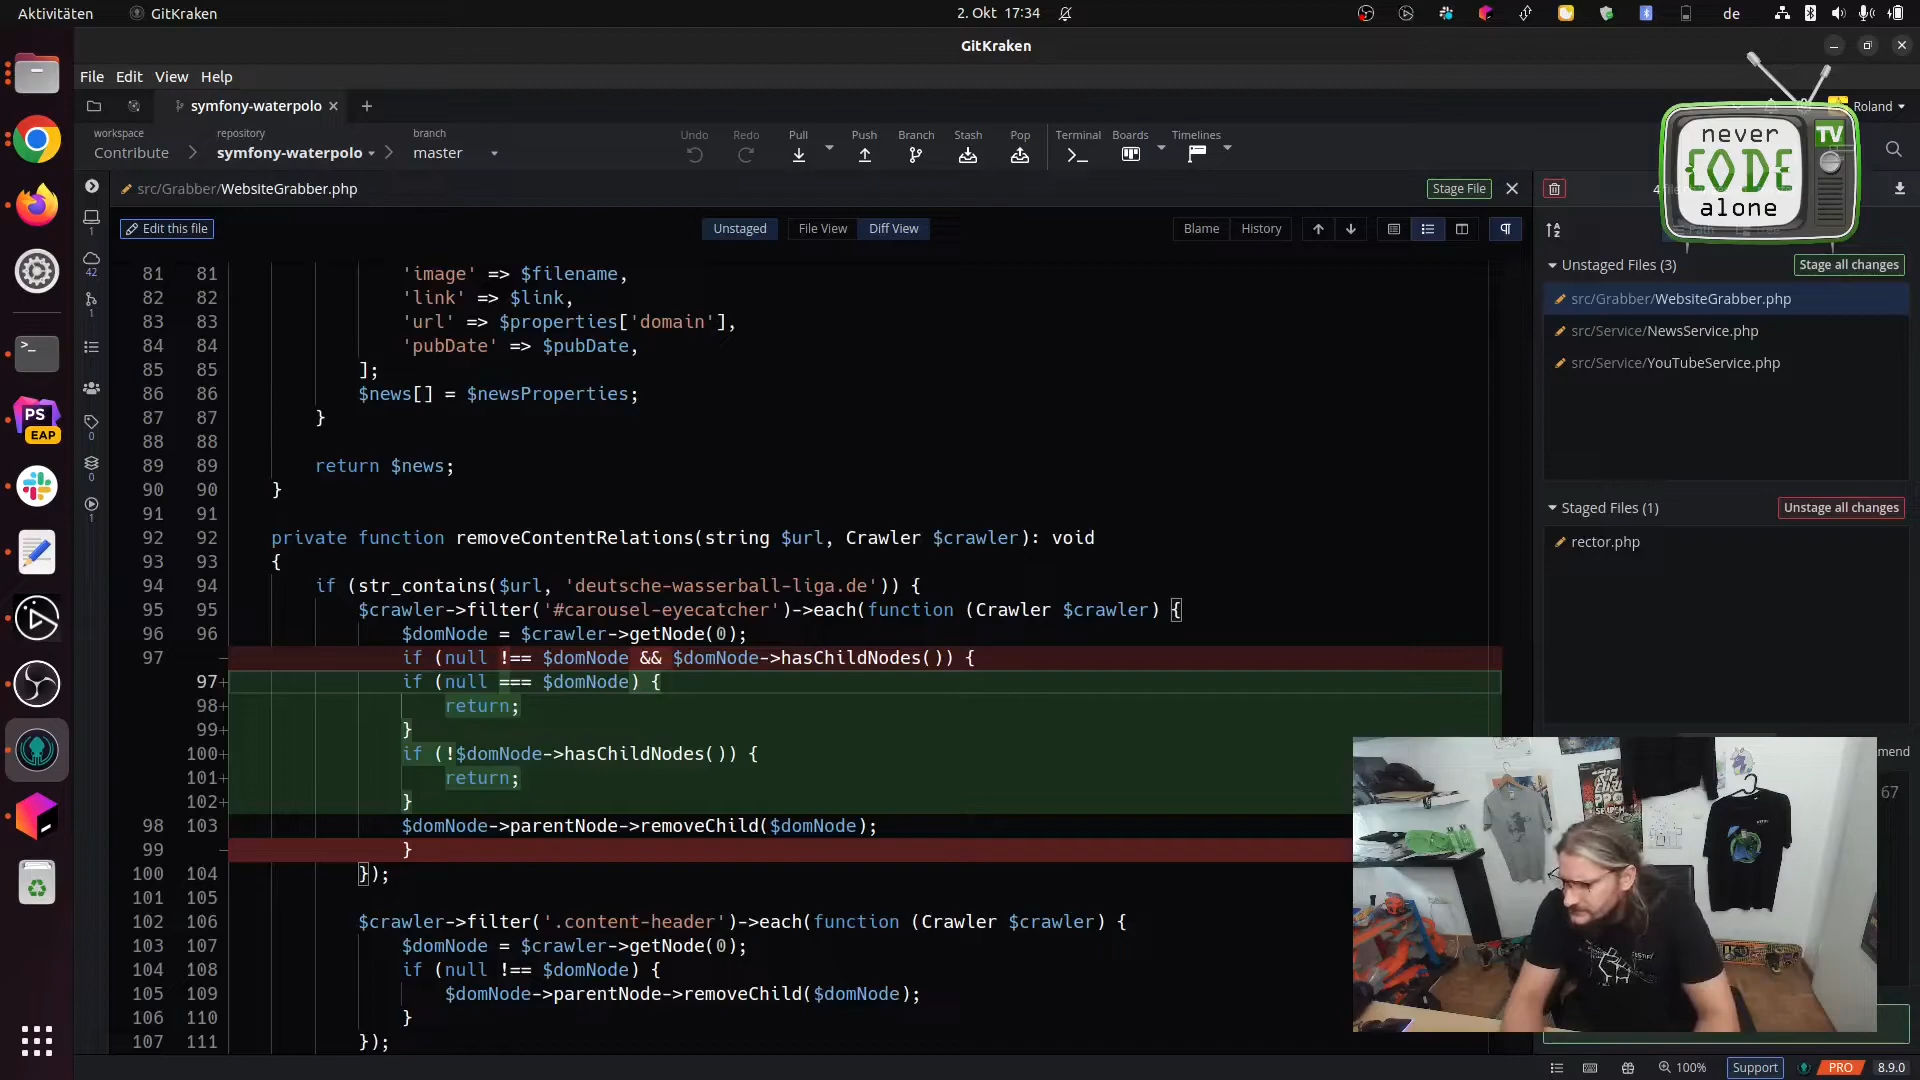 Aktivitäten
GitKraken
2. Okt 17:34
de
GitKraken
File Edit View Help
symfony-waterpolo
Roland
workspace
Contribute
repository
symfony-waterpolo
branch
master
Undo
Redo
Pull
Push
Branch
Stash
Pop
Terminal
Boards
Timelines
never
CODE
alone
TV
src/Grabber/WebsiteGrabber.php
Stage File
Edit this file
Unstaged
File View
Diff View
Blame
History
1
42
1
0
0
1
81 81 'image' => $filename,
82 82 'link' => $link,
83 83 'url' => $properties['domain'],
84 84 'pubDate' => $pubDate,
85 85 ];
86 86 $news[] = $newsProperties;
87 87 }
88 88
89 89 return $news;
90 90 }
91 91
92 92 private function removeContentRelations(string $url, Crawler $crawler): void
93 93 {
94 94 if (str_contains($url, 'deutsche-wasserball-liga.de')) {
95 95 $crawler->filter('#carousel-eyecatcher')->each(function (Crawler $crawler) {
96 96 $domNode = $crawler->getNode(0);
97 – if (null !== $domNode && $domNode->hasChildNodes()) {
97+ if (null === $domNode) {
98+ return;
99+ }
100+ if (!$domNode->hasChildNodes()) {
101+ return;
102+ }
98 103 $domNode->parentNode->removeChild($domNode);
99 – }
100 104 });
101 105
102 106 $crawler->filter('.content-header')->each(function (Crawler $crawler) {
103 107 $domNode = $crawler->getNode(0);
104 108 if (null !== $domNode) {
105 109 $domNode->parentNode->removeChild($domNode);
106 110 }
107 111 });
Unstaged Files (3)
Stage all changes
src/Grabber/WebsiteGrabber.php
src/Service/NewsService.php
src/Service/YouTubeService.php
Staged Files (1)
Unstage all changes
rector.php
mend
67
PS
EAP
100%
Support
PRO
8.9.0